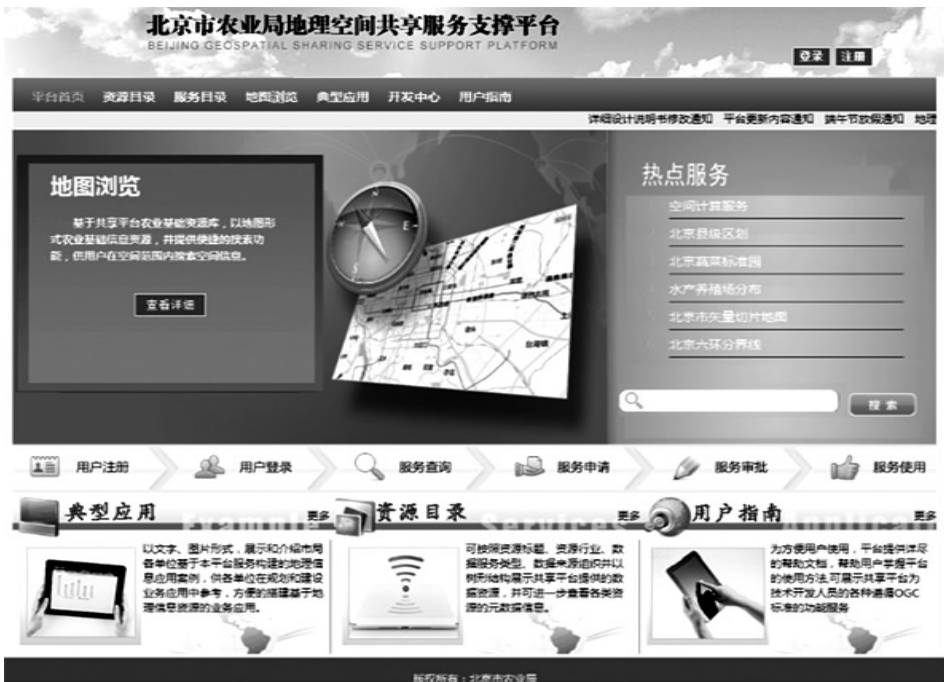 北京市农业局地理空间共享服务支撑平台
BEIJING GEOSPATIAL SHARING SERVICE SUPPORT PLATFORM
登录 注册
平台首页 资源目录 服务目录 地图浏览 典型应用 开发中心 用户指南
详细设计说明书修改通知 平台更新内容通知 端午节放假通知 地理
地图浏览
基于共享平台农业基础资源库,以地图形
式农业基础信息资源,并提供便捷的搜索功
能,供用户在空间范围内搜索空间信息。
查看详细
N
E
S
热点服务
空间计算服务
北京县级区划
北京蔬菜标准园
水产养殖场分布
北京市矢量切片地图
北京六环分界线
搜索
用户注册 用户登录 服务查询 服务申请 服务审批 服务使用
典型应用 Example 更多
以文字、图片形式,展示和介绍市局
各单位基于本平台服务构建的地理信
息应用案例,供各单位在规划和建设
业务应用中参考,方便的搭建基于地
理信息资源的业务应用。
资源目录 Services 更多
可按照资源标题、资源行业、数
据服务类型、数据来源组织并以
树形结构展示共享平台提供的数
据资源,并可进一步查看各类资
源的元数据信息。
用户指南 Applicat 更多
为方便用户使用,平台提供详尽
的帮助文档,帮助用户掌握平台
的使用方法,可展示共享平台为
技术开发人员的各种遵循OGC
标准的功能服务
版权所有:北京市农业局